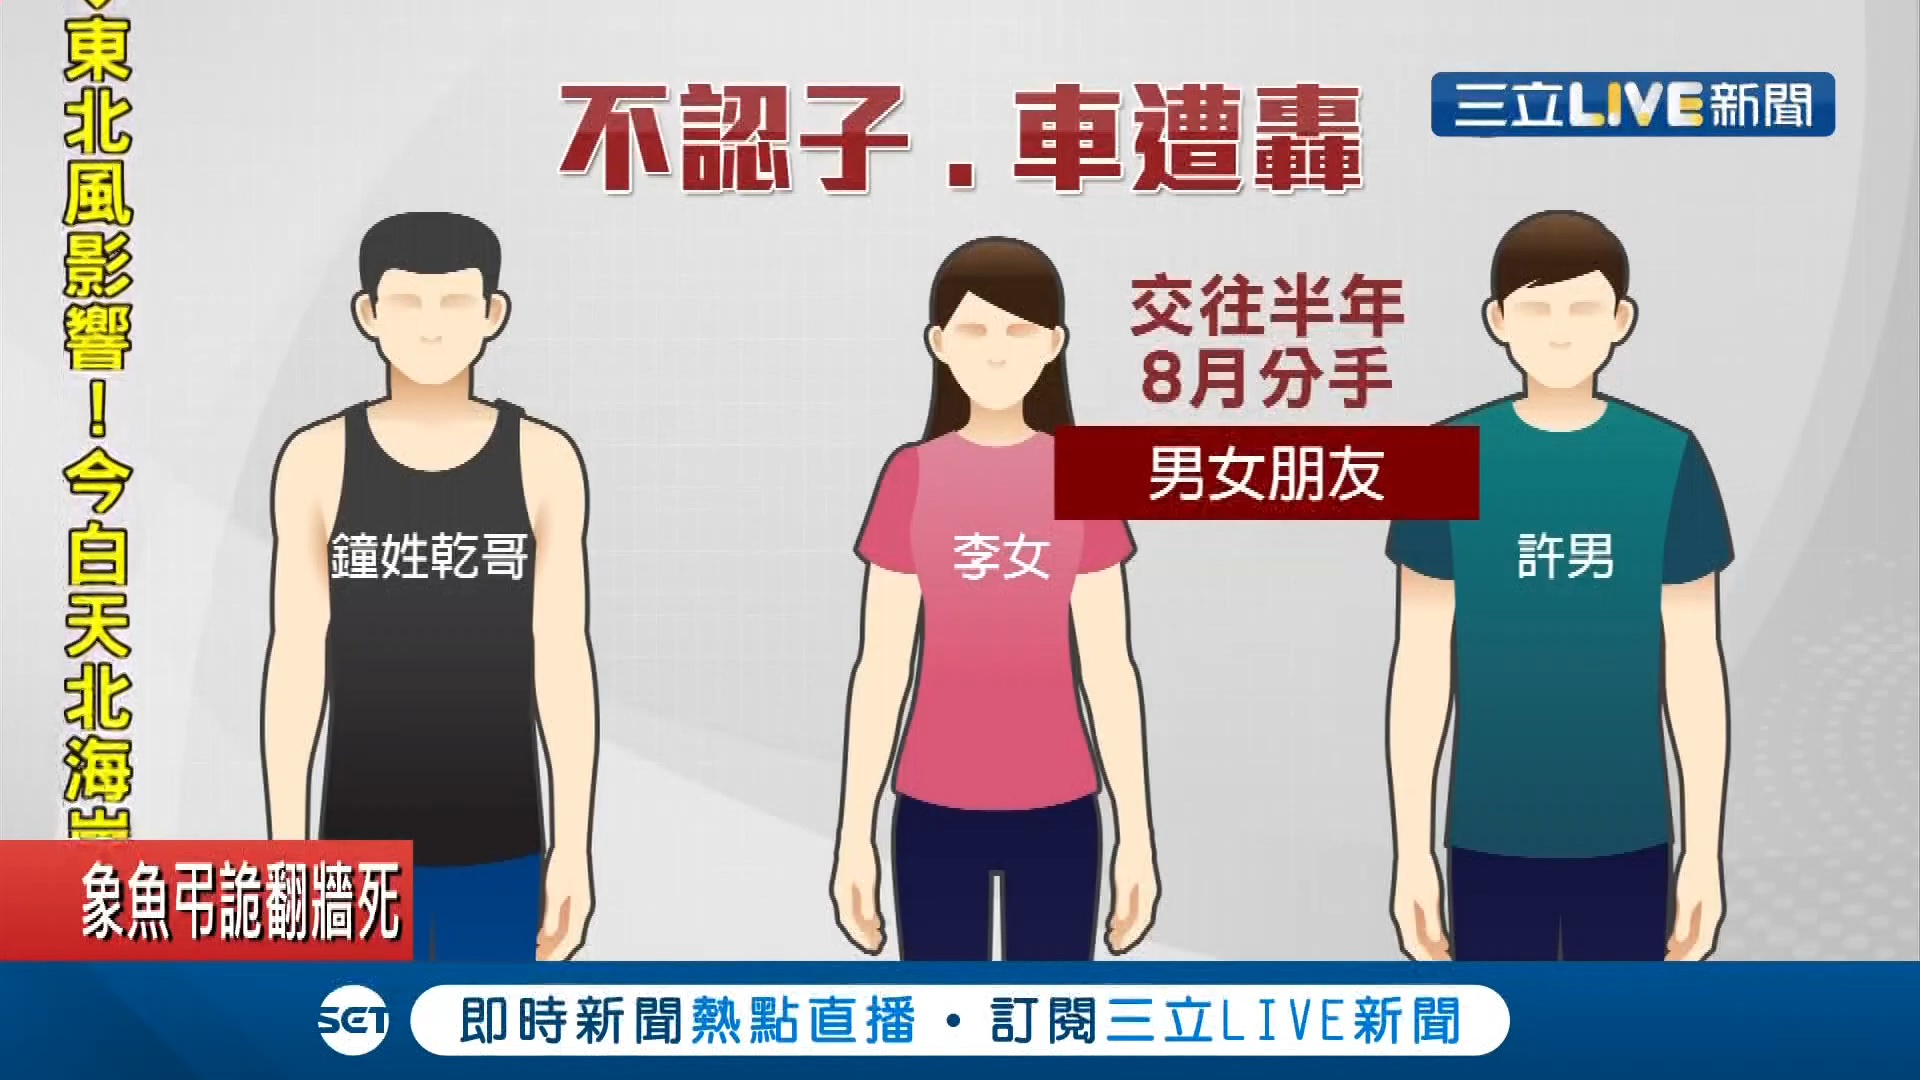 東北風影響！今白天北海岸
不認子．車遭轟
三立LIVE新聞
交往半年
8月分手
男女朋友
鐘姓乾哥
李女
許男
象魚弔詭翻牆死
SET
即時新聞熱點直播・訂閱三立LIVE新聞